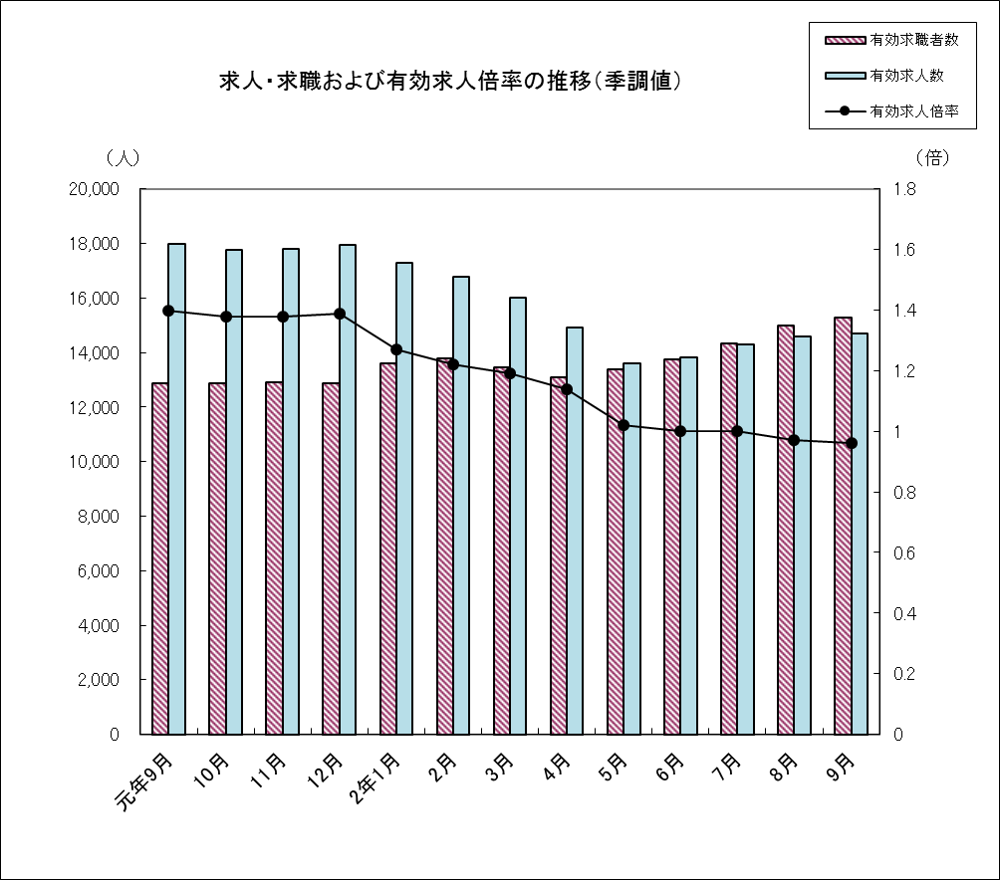 有効求職者数
有効求人数
有効求人倍率
求人・求職および有効求人倍率の推移（季調値）
（人）
（倍）
20,000
18,000
16,000
14,000
12,000
10,000
8,000
6,000
4,000
2,000
0
1.8
1.6
1.4
1.2
1
0.8
0.6
0.4
0.2
0
元年9月
10月
11月
12月
2年1月
2月
3月
4月
5月
6月
7月
8月
9月